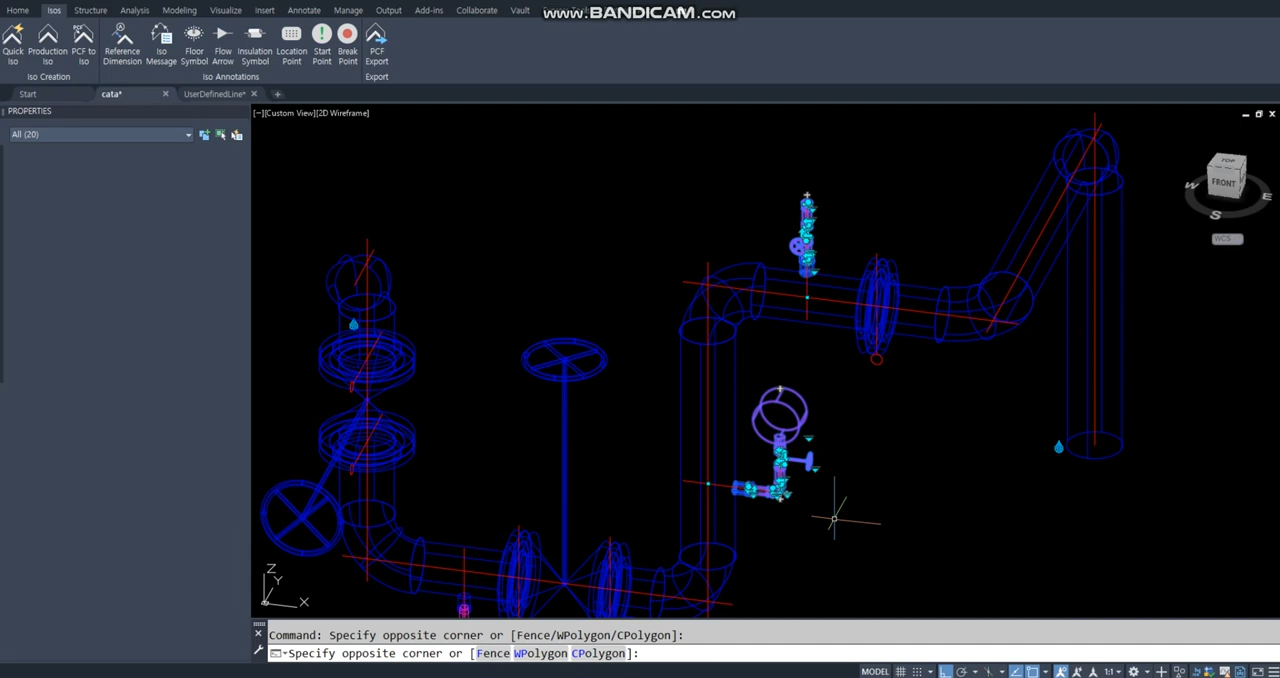 www.BANDICAM.com
Home Isos Structure Analysis Modeling Visualize Insert Annotate Manage Output Add-ins Collaborate Vault
Quick Iso
Production Iso
PCF to Iso
Reference Dimension
Iso Message
Floor Symbol
Flow Arrow
Insulation Symbol
Location Point
Start Point
Break Point
PCF Export
Iso Creation Iso Annotations Export
Start cata* UserDefinedLine*
PROPERTIES
[−][Custom View][2D Wireframe]
All (20)
TOP
FRONT
W S E
WCS
Z
Y
X
Command: Specify opposite corner or [Fence/WPolygon/CPolygon]:
Specify opposite corner or [Fence WPolygon CPolygon]:
MODEL 1:1